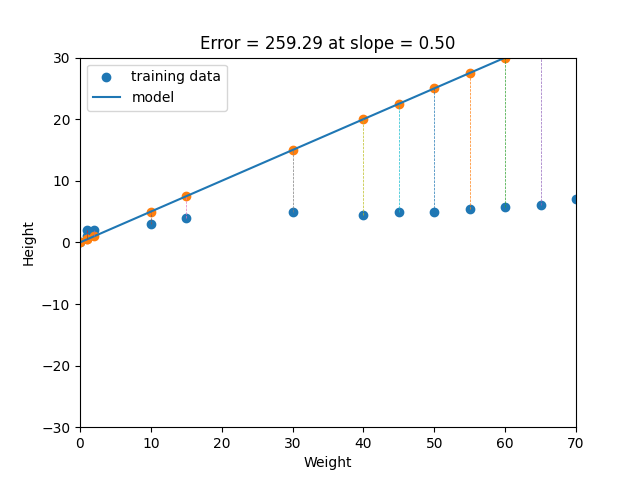 Error = 259.29 at slope = 0.50
training data
model
30
20
10
0
−10
−20
−30
Height
0 10 20 30 40 50 60 70
Weight